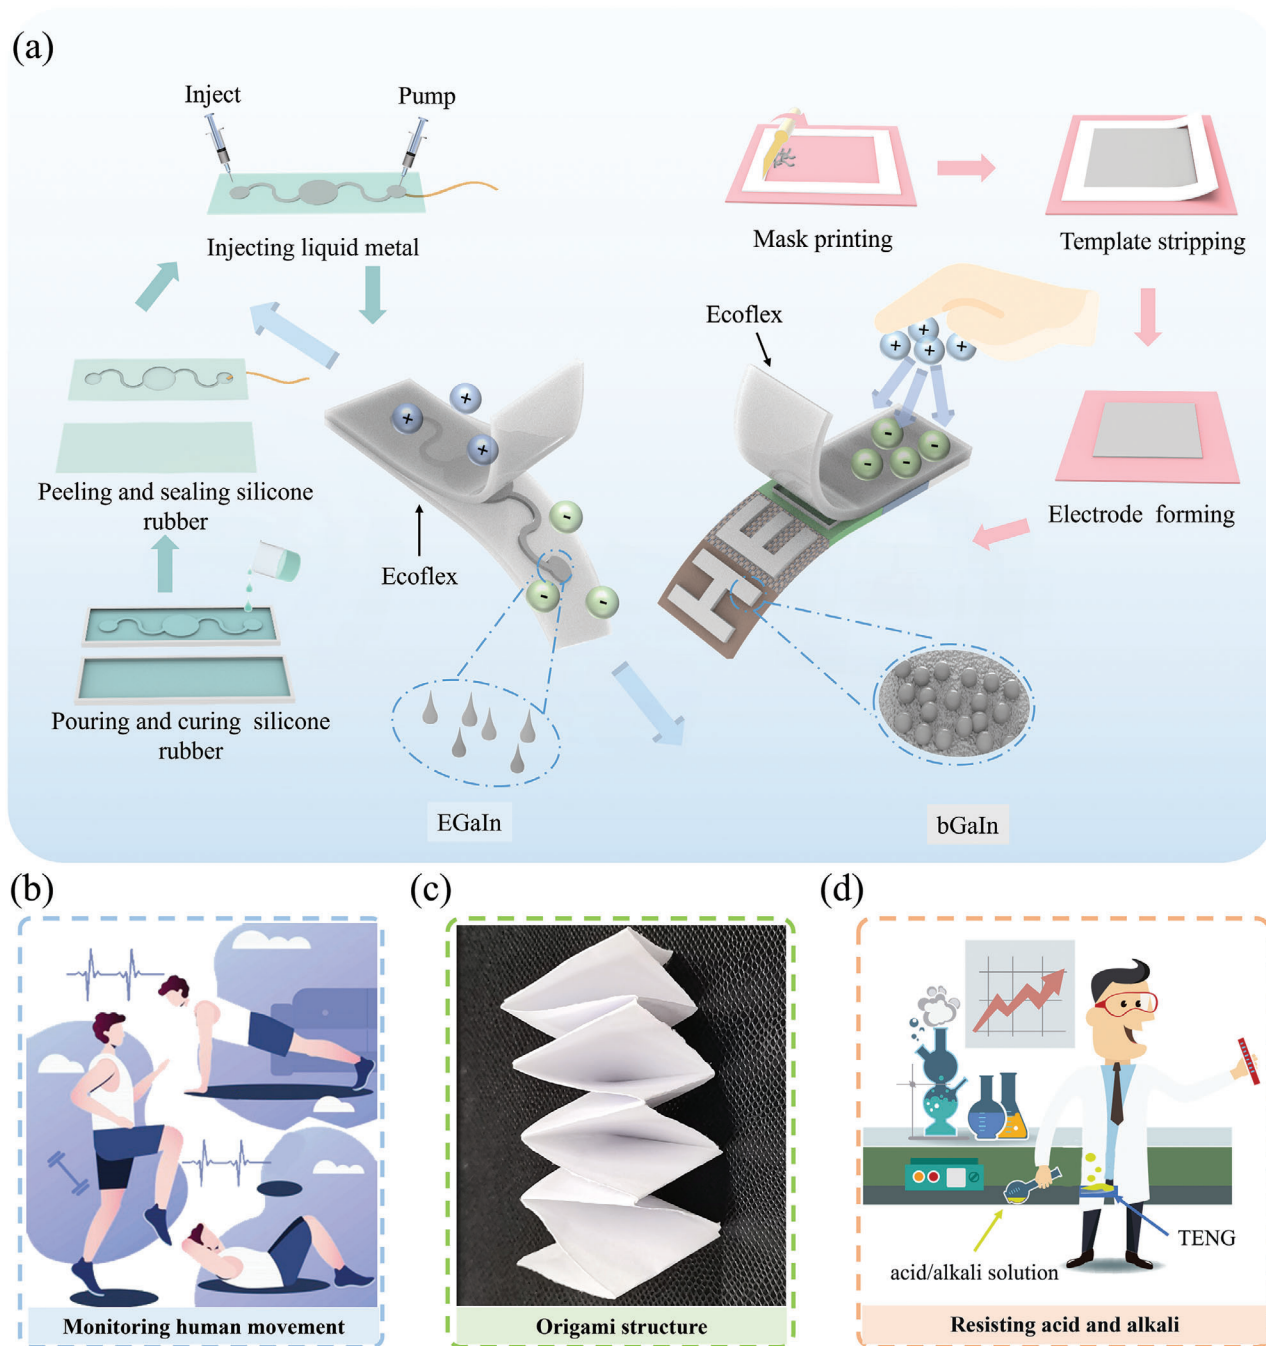 (a)
Inject
Pump
Injecting liquid metal
Peeling and sealing silicone
rubber
Pouring and curing silicone
rubber
Ecoflex
EGaIn
Mask printing
Template stripping
Ecoflex
Electrode forming
HE
bGaIn
(b)
Monitoring human movement
(c)
Origami structure
(d)
TENG
acid/alkali solution
Resisting acid and alkali